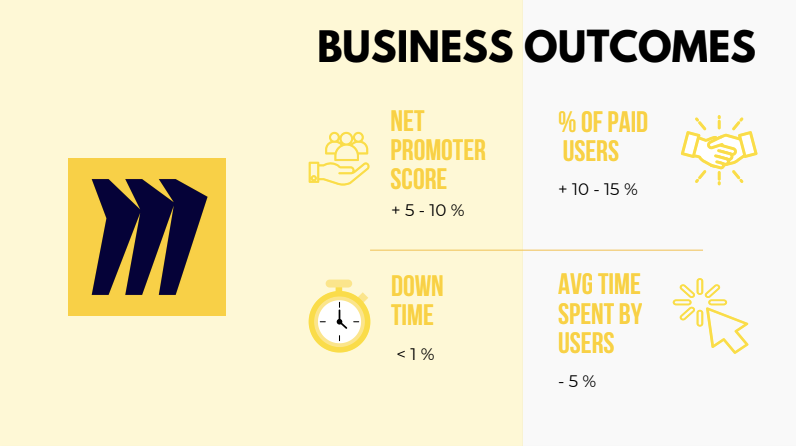 BUSINESS OUTCOMES
NET
PROMOTER
SCORE
+ 5 - 10 %
% OF PAID
USERS
+ 10 - 15 %
DOWN
TIME
< 1 %
AVG TIME
SPENT BY
USERS
- 5 %